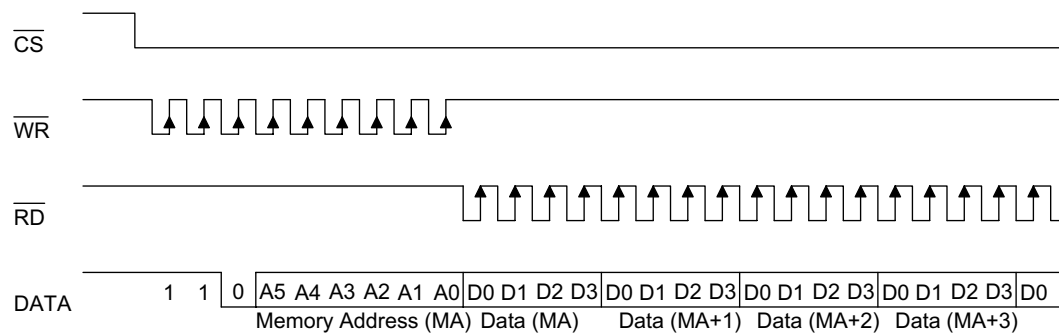 CS
WR
RD
DATA 1 1 0 A5 A4 A3 A2 A1 A0 D0 D1 D2 D3 D0 D1 D2 D3 D0 D1 D2 D3 D0 D1 D2 D3 D0
Memory Address (MA) Data (MA) Data (MA+1) Data (MA+2) Data (MA+3)